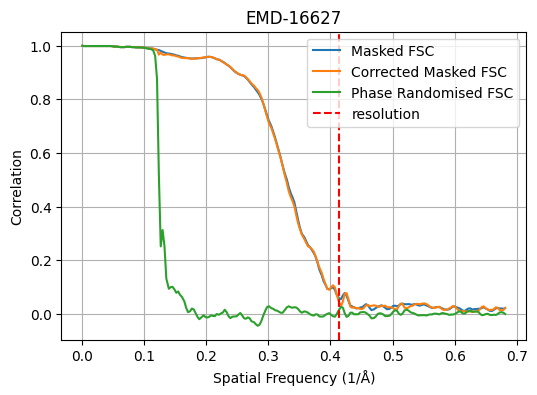 EMD-16627
Masked FSC
Corrected Masked FSC
Phase Randomised FSC
resolution
Correlation
1.0
0.8
0.6
0.4
0.2
0.0
0.0 0.1 0.2 0.3 0.4 0.5 0.6 0.7
Spatial Frequency (1/Å)